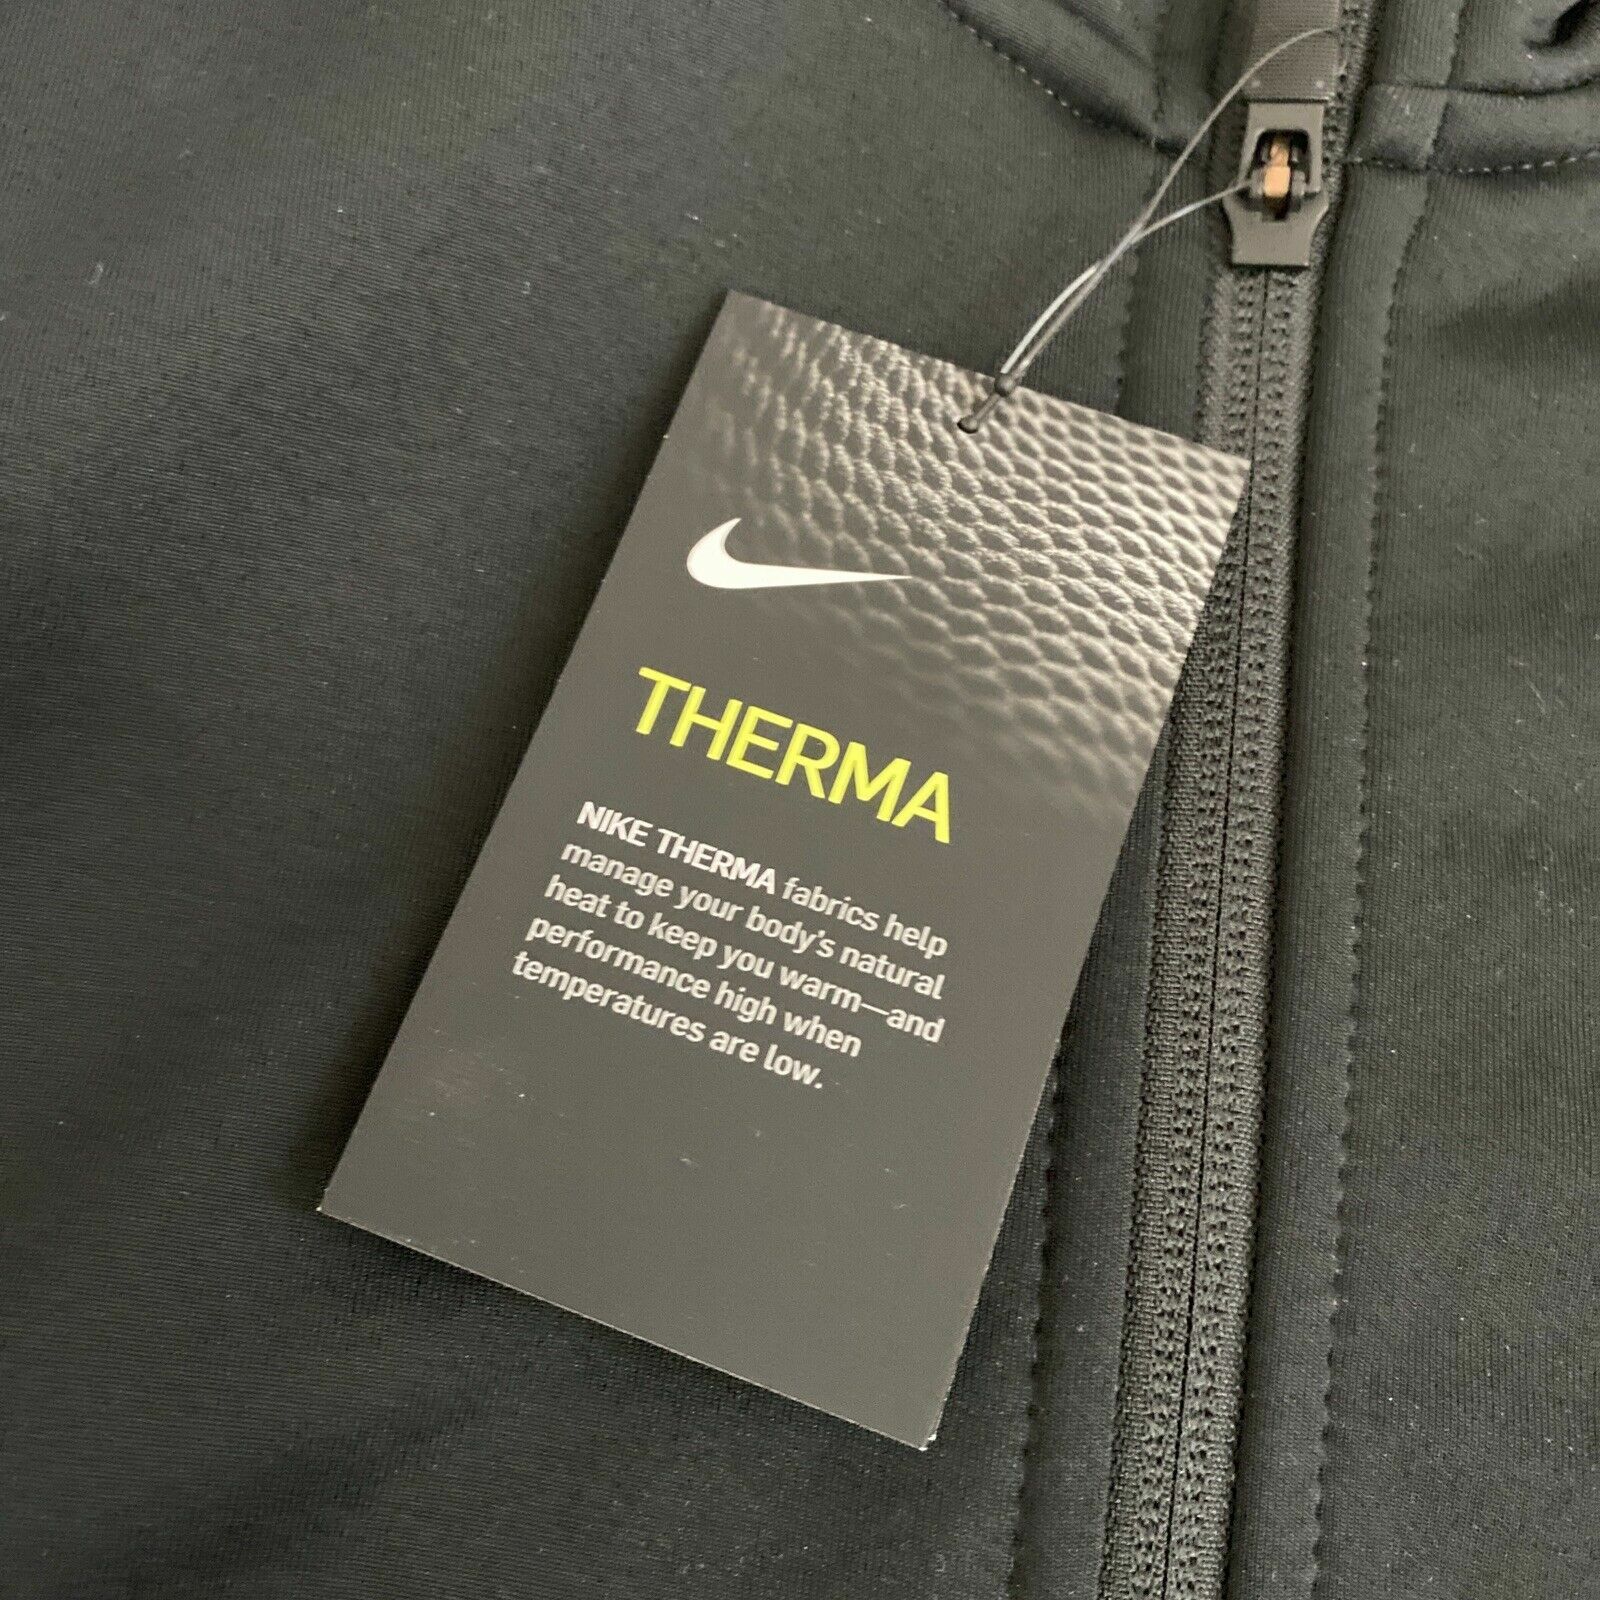 THERMA
NIKE THERMA fabrics help
manage your body's natural
heat to keep you warm—and
performance high when
temperatures are low.